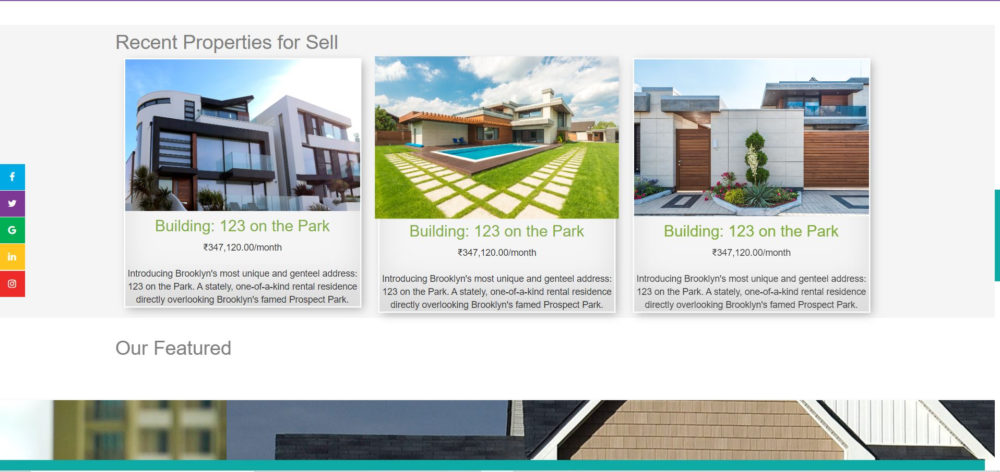 Recent Properties for Sell
Building: 123 on the Park
₹347,120.00/month
Introducing Brooklyn's most unique and genteel address:
123 on the Park. A stately, one-of-a-kind rental residence
directly overlooking Brooklyn's famed Prospect Park.
Building: 123 on the Park
₹347,120.00/month
Introducing Brooklyn's most unique and genteel address:
123 on the Park. A stately, one-of-a-kind rental residence
directly overlooking Brooklyn's famed Prospect Park.
Building: 123 on the Park
₹347,120.00/month
Introducing Brooklyn's most unique and genteel address:
123 on the Park. A stately, one-of-a-kind rental residence
directly overlooking Brooklyn's famed Prospect Park.
Our Featured